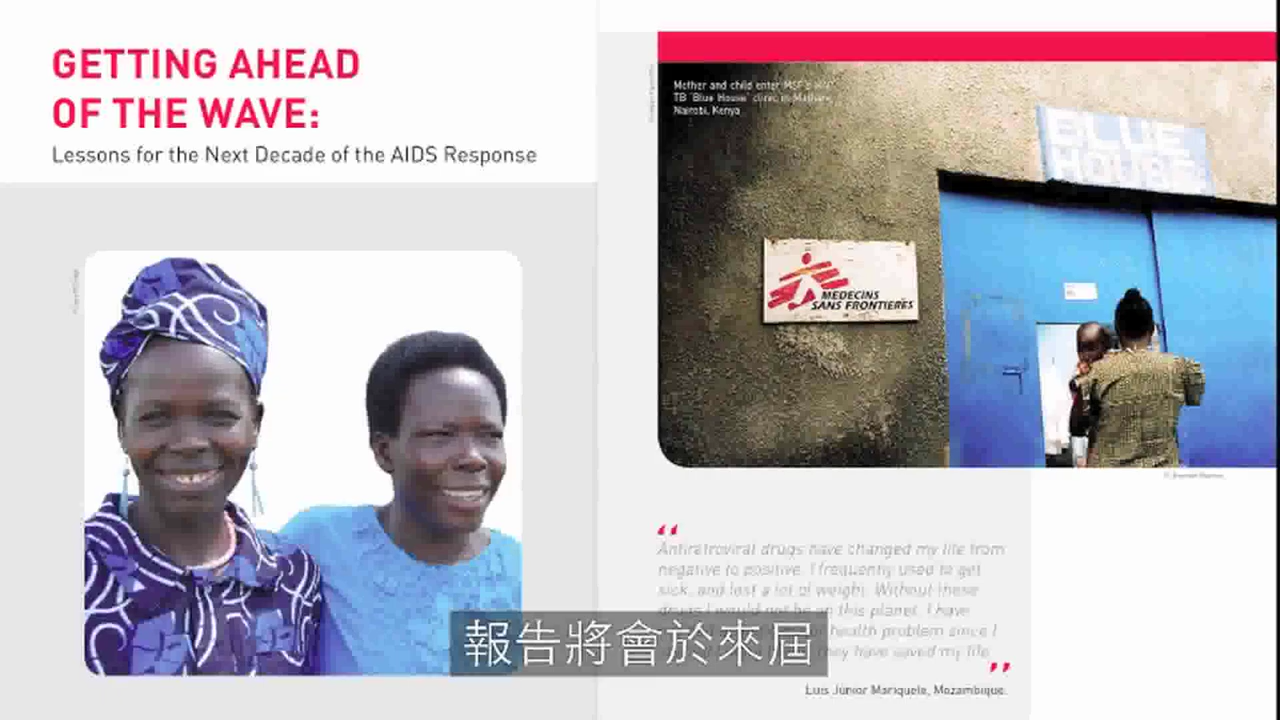 GETTING AHEAD
OF THE WAVE:
Lessons for the Next Decade of the AIDS Response
Mother and child enter MSF's HIV/
TB 'Blue House' clinic in Mathare,
Nairobi, Kenya
BLUE
HOUSE
MEDECINS
SANS FRONTIERES
“
Antiretroviral drugs have changed my life from
negative to positive. I frequently used to get
sick, and lost a lot of weight. Without these
drugs I would not be on this planet. I have
health problem since I
they have saved my life
”
Luis Júnior Mariquele, Mozambique.
報告將會於來屆